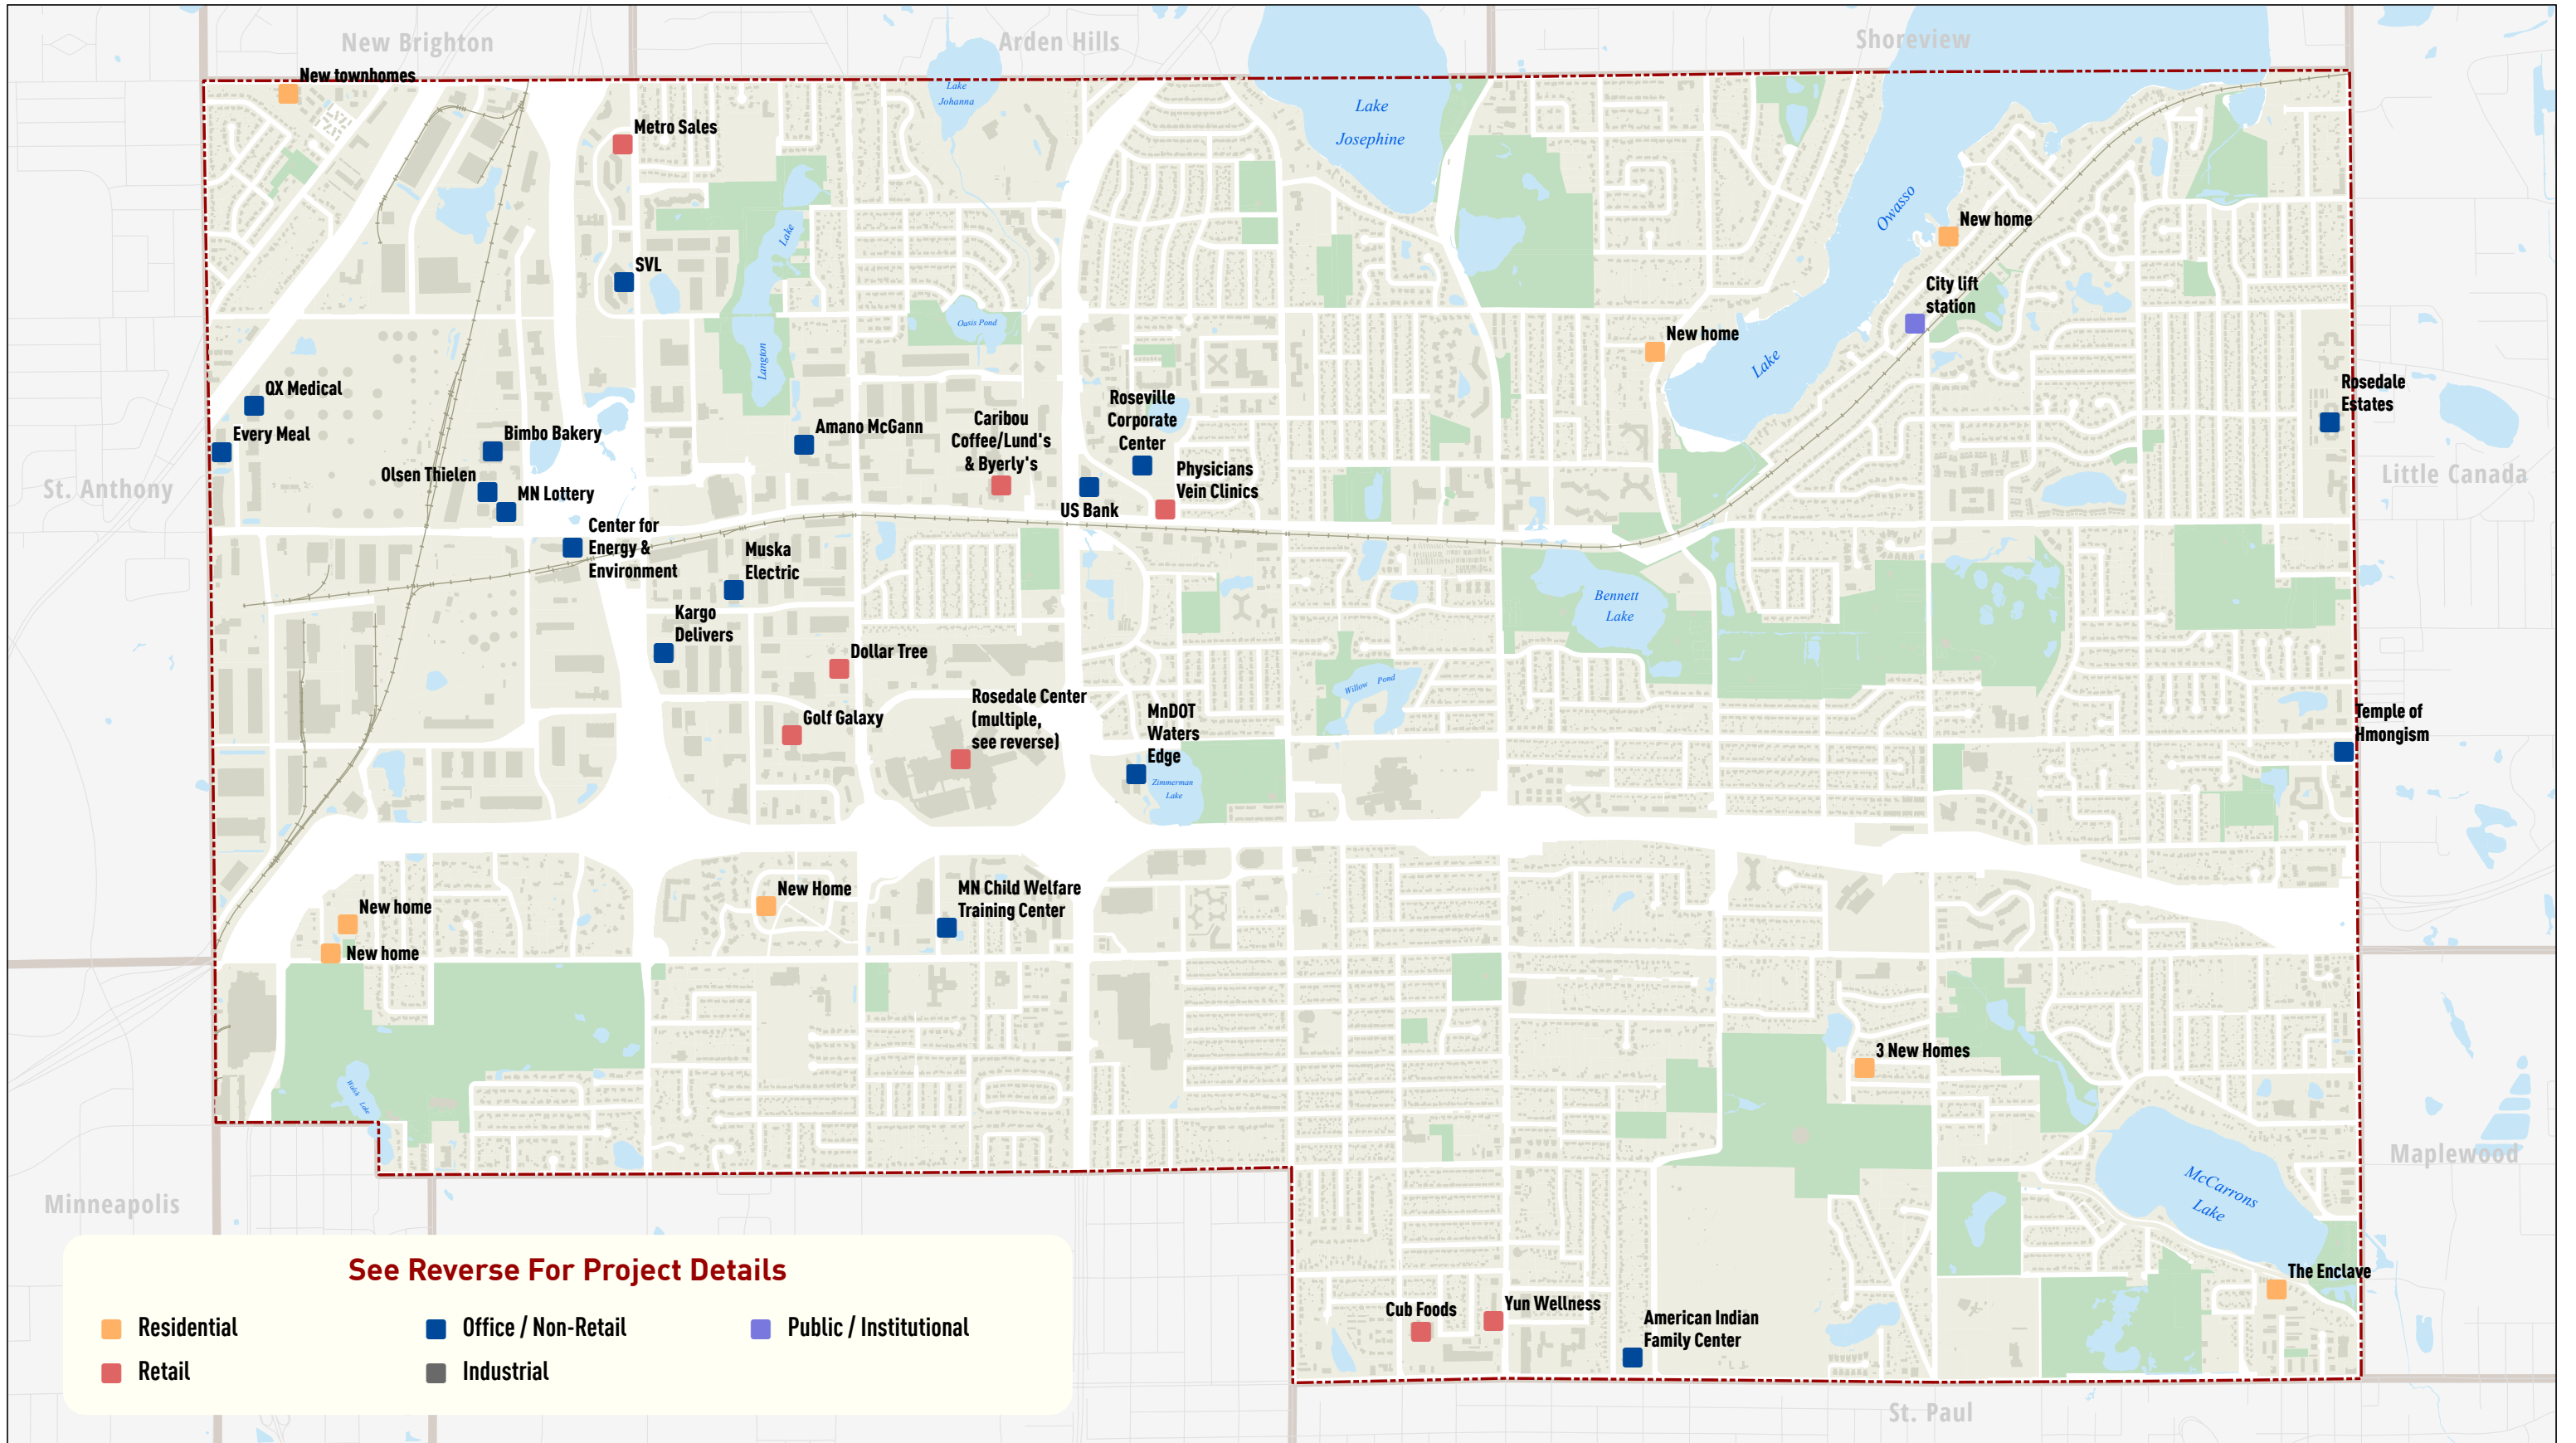 New Brighton
Arden Hills
Shoreview
New townhomes
Lake
Johanna
Lake
Josephine
Metro Sales
Owasso
New home
Lake
SVL
City lift
station
Oasis Pond
New home
Lake
Langton
QX Medical
Rosedale
Estates
Roseville
Corporate
Center
Caribou
Coffee/Lund's
& Byerly's
Amano McGann
Every Meal
Bimbo Bakery
Olsen Thielen
MN Lottery
Physicians
Vein Clinics
US Bank
St. Anthony
Little Canada
Center for
Energy &
Environment
Muska
Electric
Bennett
Lake
Kargo
Delivers
Dollar Tree
Willow Pond
Rosedale Center
(multiple,
see reverse)
Golf Galaxy
MnDOT
Waters
Edge
Zimmerman
Lake
Temple of
Hmongism
New Home
MN Child Welfare
Training Center
New home
New home
3 New Homes
Walsh Lake
McCarrons
Lake
Maplewood
Minneapolis
The Enclave
Cub Foods
Yun Wellness
American Indian
Family Center
St. Paul
See Reverse For Project Details
Residential
Office / Non-Retail
Public / Institutional
Retail
Industrial